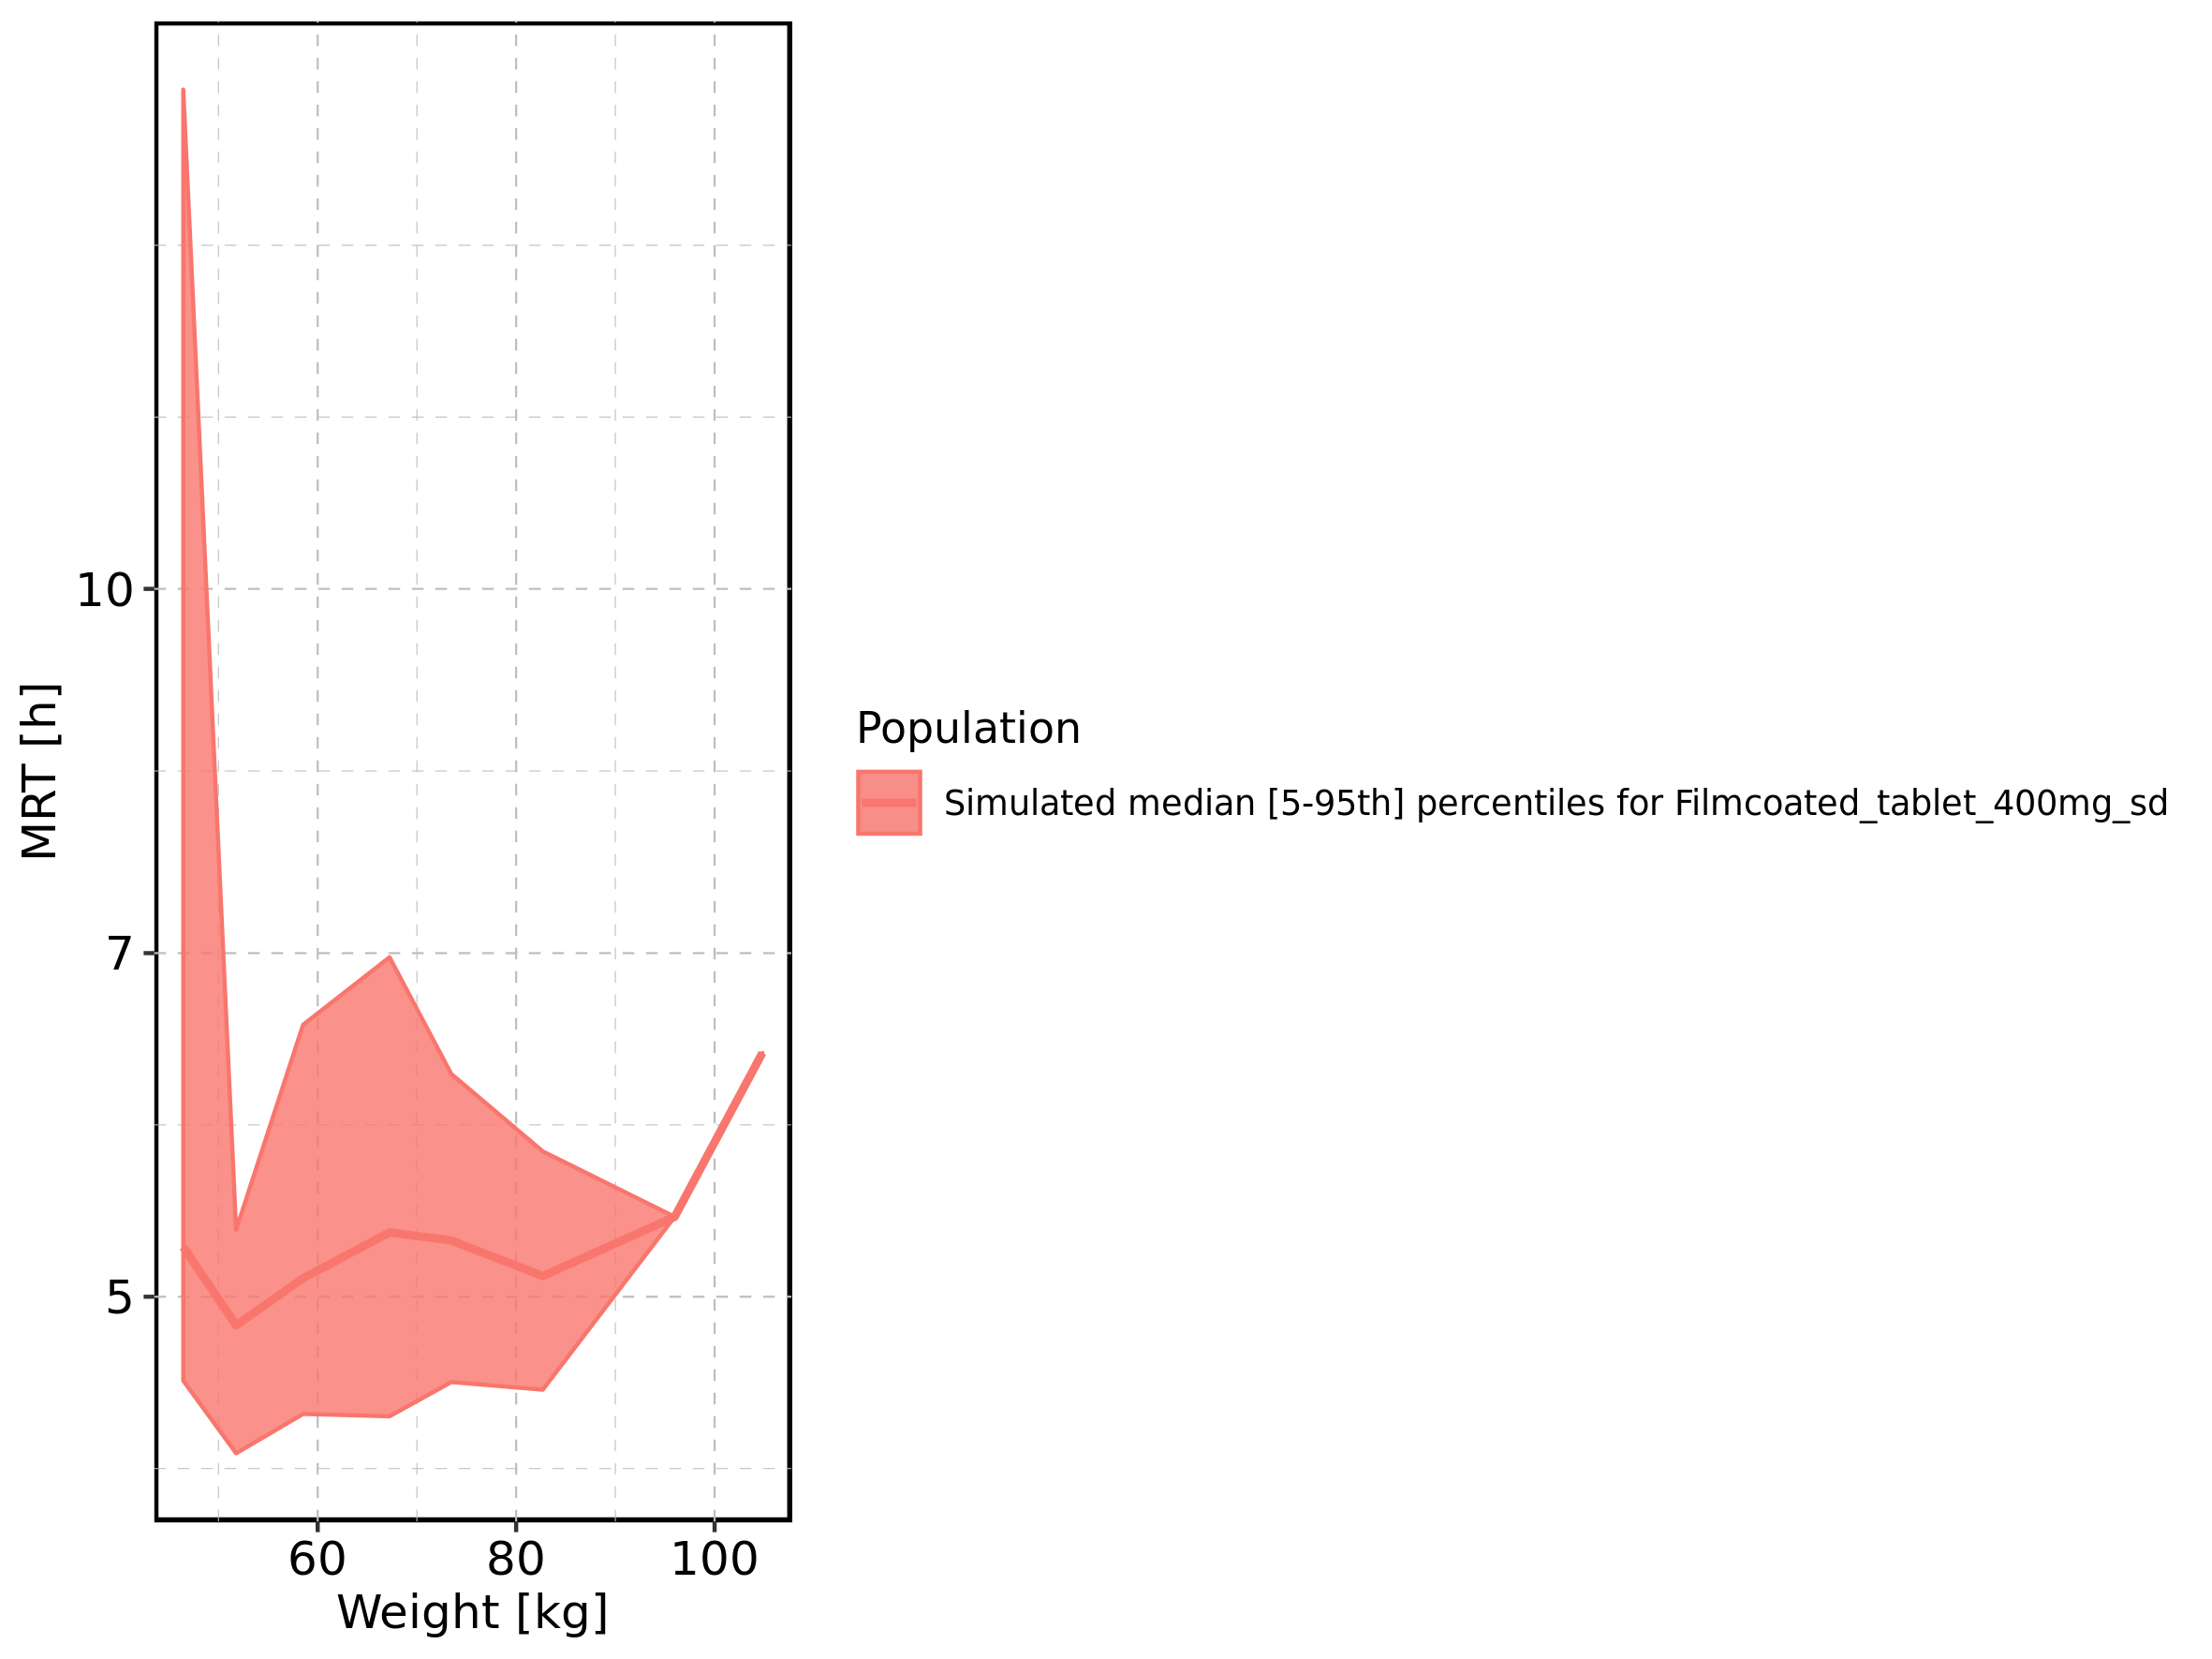 10
7
5
MRT [h]
60 80 100
Weight [kg]
Population
Simulated median [5-95th] percentiles for Filmcoated_tablet_400mg_sd